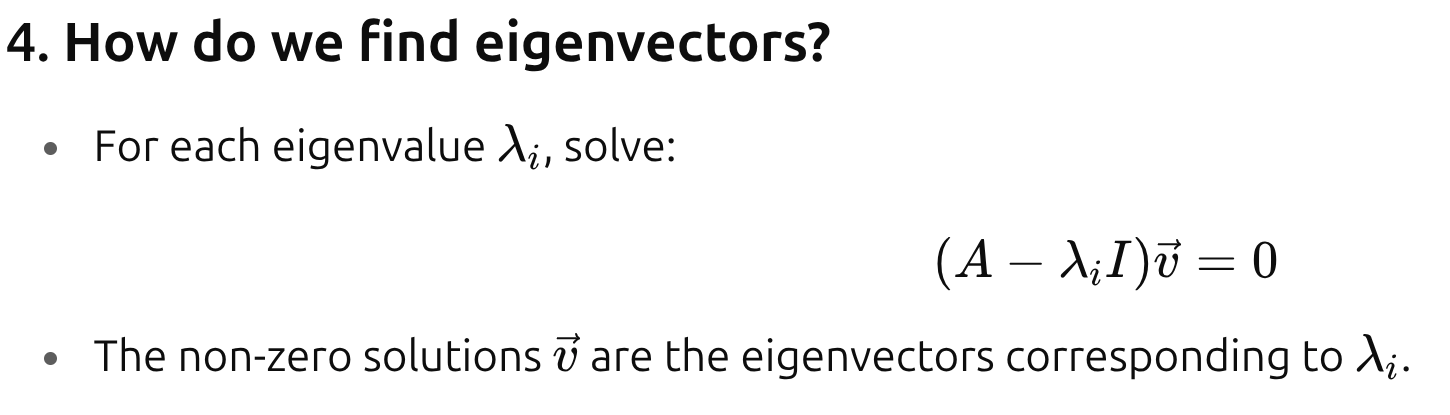 4. How do we find eigenvectors?
• For each eigenvalue λᵢ, solve:
(A − λᵢI)v⃗ = 0
• The non-zero solutions v⃗ are the eigenvectors corresponding to λᵢ.